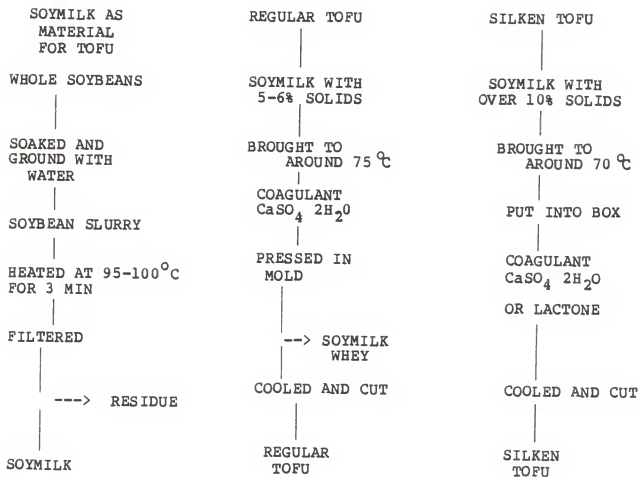 SOYMILK AS
MATERIAL
FOR TOFU
WHOLE SOYBEANS
SOAKED AND
GROUND WITH
WATER
SOYBEAN SLURRY
HEATED AT 95-100°C
FOR 3 MIN
FILTERED
---> RESIDUE
SOYMILK
REGULAR TOFU
SOYMILK WITH
5-6% SOLIDS
BROUGHT TO
AROUND 75 °C
COAGULANT
CaSO4 2H2O
PRESSED IN
MOLD
--> SOYMILK
WHEY
COOLED AND CUT
REGULAR
TOFU
SILKEN TOFU
SOYMILK WITH
OVER 10% SOLIDS
BROUGHT TO
AROUND 70 °C
PUT INTO BOX
COAGULANT
CaSO4 2H2O
OR LACTONE
COOLED AND CUT
SILKEN
TOFU